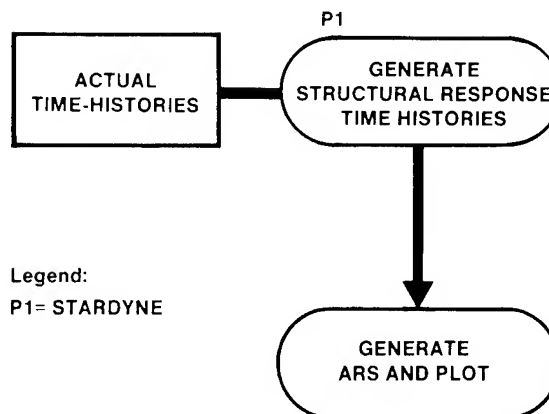 P1
ACTUAL
TIME-HISTORIES
GENERATE
STRUCTURAL RESPONSE
TIME HISTORIES
Legend:
P1= STARDYNE
GENERATE
ARS AND PLOT